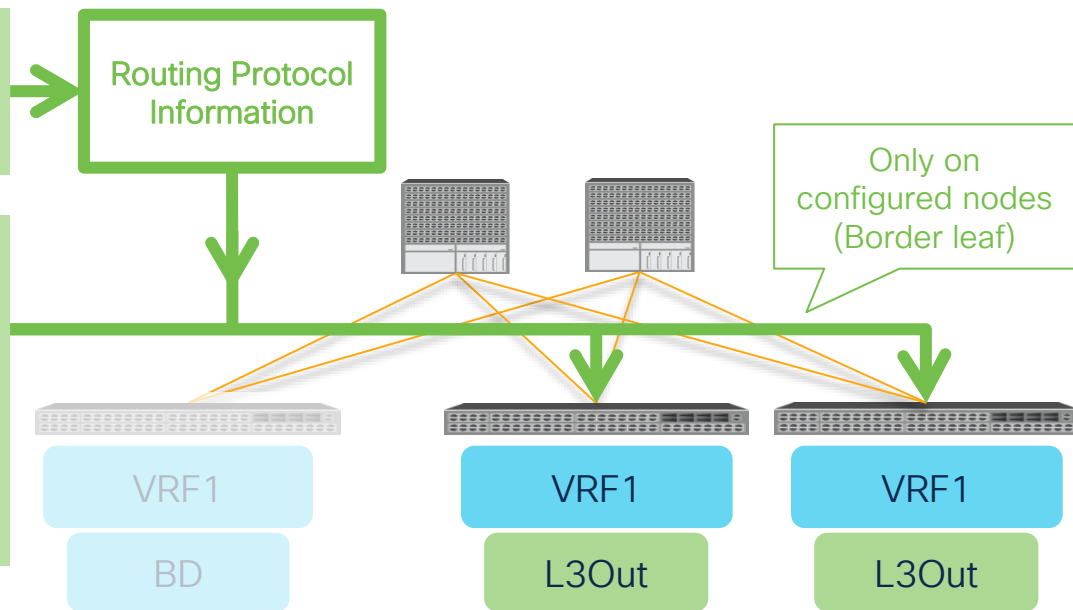 Routing Protocol
Information
Only on
configured nodes
(Border leaf)
VRF1
VRF1
VRF1
BD
L3Out
L3Out